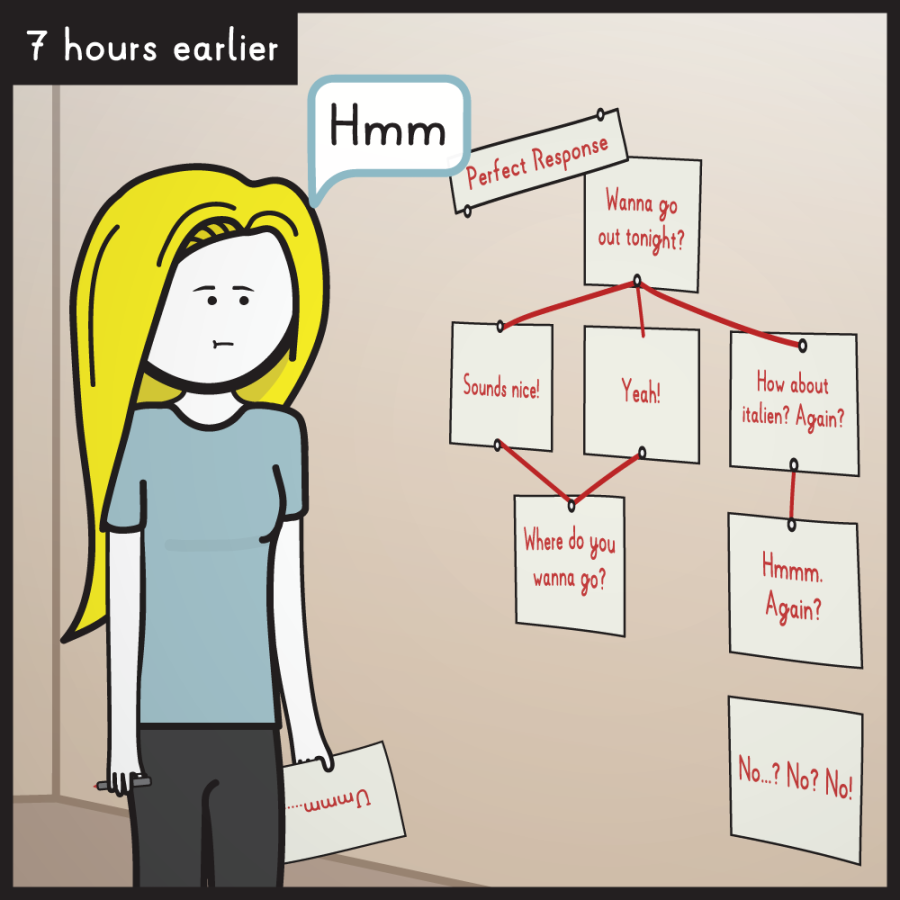 7 hours earlier
Hmm
Perfect Response
Wanna go
out tonight?
Sounds nice!
Yeah!
How about
italien? Again?
Where do you
wanna go?
Hmmm.
Again?
No...? No? No!
Ummm.....